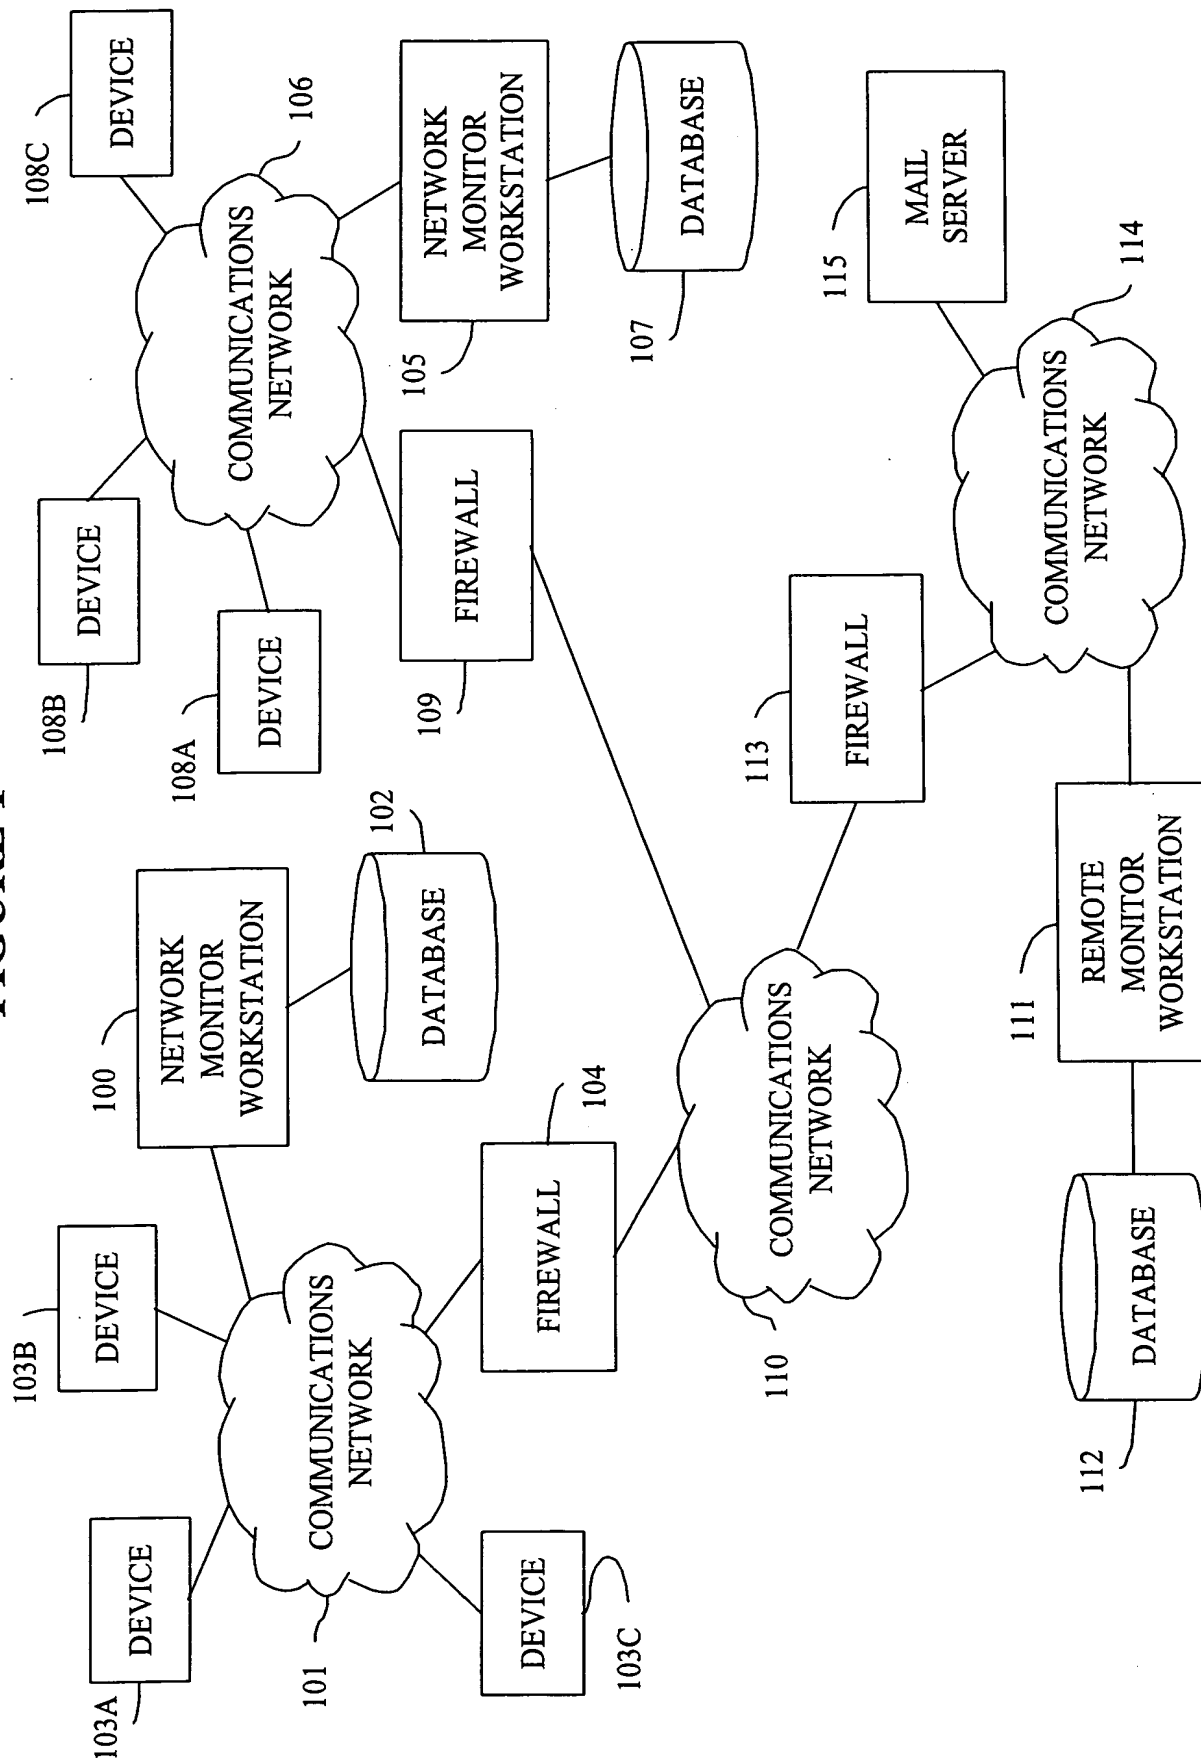 FIGURE 1
103A
DEVICE
103B
DEVICE
101
COMMUNICATIONS
NETWORK
103C
DEVICE
100
NETWORK
MONITOR
WORKSTATION
102
DATABASE
104
FIREWALL
108B
DEVICE
108C
DEVICE
108A
DEVICE
106
COMMUNICATIONS
NETWORK
105
NETWORK
MONITOR
WORKSTATION
109
FIREWALL
107
DATABASE
110
COMMUNICATIONS
NETWORK
113
FIREWALL
115
MAIL
SERVER
114
COMMUNICATIONS
NETWORK
112
DATABASE
111
REMOTE
MONITOR
WORKSTATION